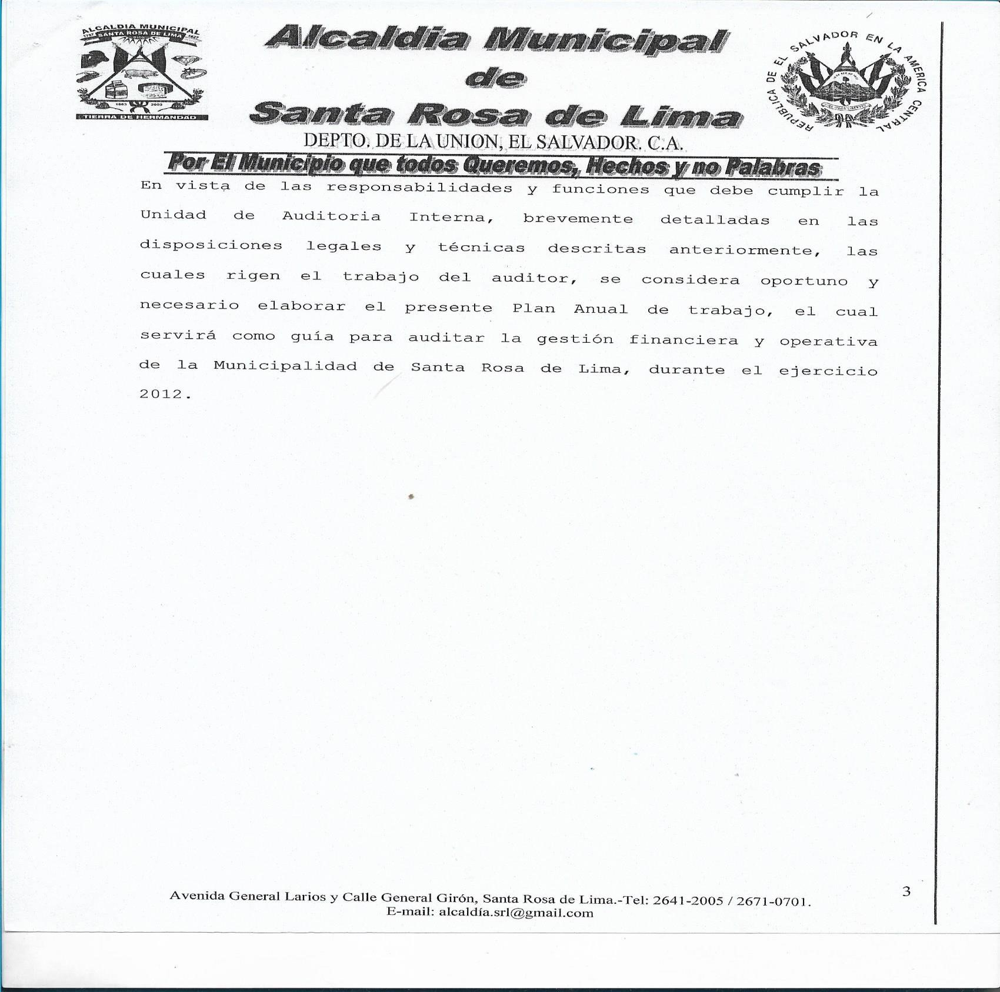 ALCALDIA MUNICIPAL
SANTA ROSA DE LIMA
TIERRA DE HERMANDAD
Alcaldia Municipal
de
Santa Rosa de Lima
REPUBLICA DE EL SALVADOR EN LA AMERICA CENTRAL
DEPTO. DE LA UNION, EL SALVADOR. C.A.
Por El Municipio que todos Queremos, Hechos y no Palabras
En vista de las responsabilidades y funciones que debe cumplir la
Unidad de Auditoria Interna, brevemente detalladas en las
disposiciones legales y técnicas descritas anteriormente, las
cuales rigen el trabajo del auditor, se considera oportuno y
necesario elaborar el presente Plan Anual de trabajo, el cual
servirá como guía para auditar la gestión financiera y operativa
de la Municipalidad de Santa Rosa de Lima, durante el ejercicio
2012.
3
Avenida General Larios y Calle General Girón, Santa Rosa de Lima.-Tel: 2641-2005 / 2671-0701.
E-mail: alcaldía.srl@gmail.com